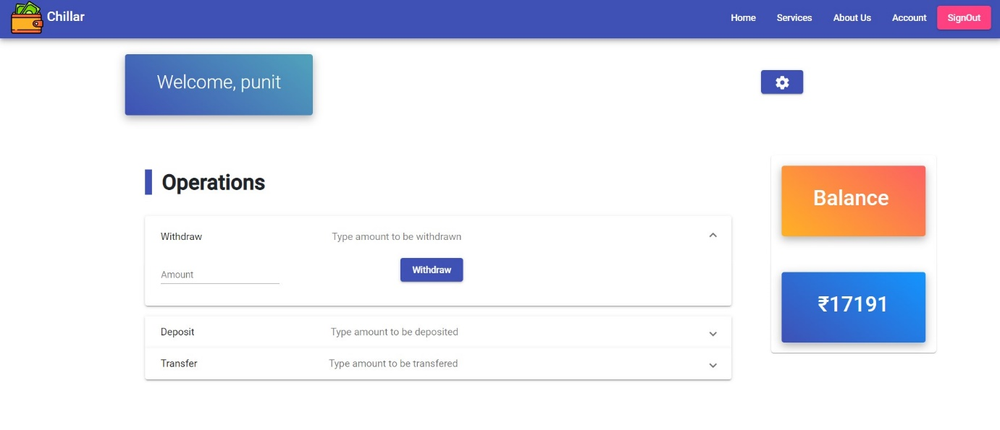 Chillar
Home Services About Us Account SignOut
Welcome, punit
Operations
Withdraw Type amount to be withdrawn
Amount Withdraw
Deposit Type amount to be deposited
Transfer Type amount to be transfered
Balance
₹17191